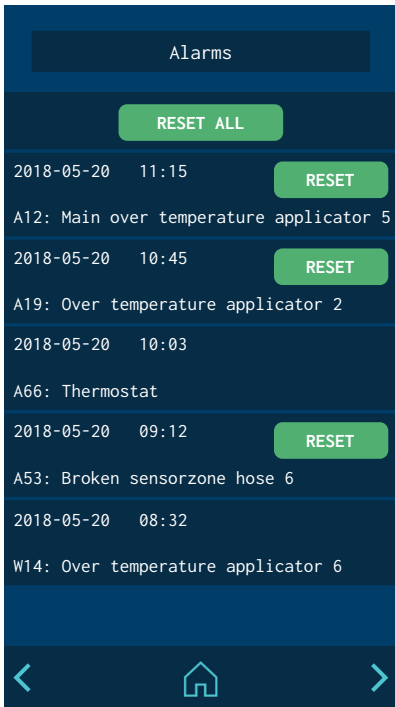 Alarms
RESET ALL
2018-05-20 11:15 RESET
A12: Main over temperature applicator 5
2018-05-20 10:45 RESET
A19: Over temperature applicator 2
2018-05-20 10:03
A66: Thermostat
2018-05-20 09:12 RESET
A53: Broken sensorzone hose 6
2018-05-20 08:32
W14: Over temperature applicator 6